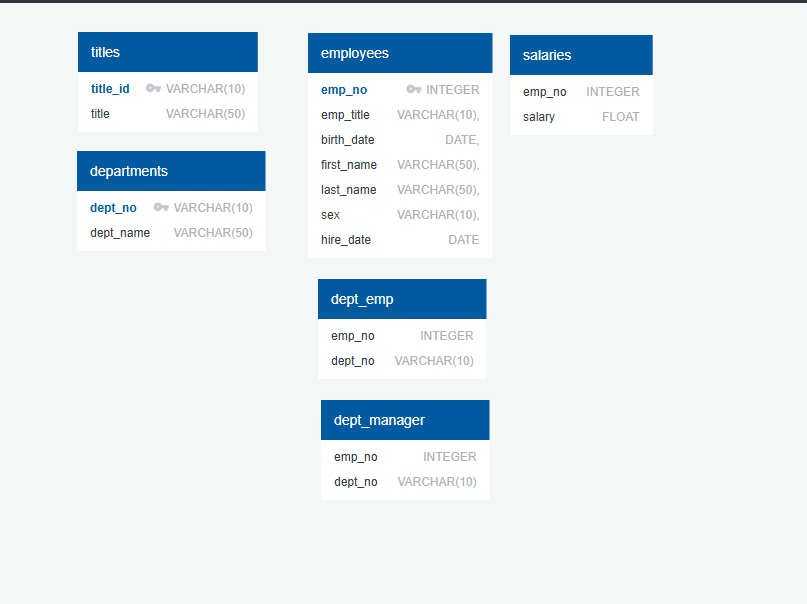 titles
title_id VARCHAR(10)
title VARCHAR(50)
departments
dept_no VARCHAR(10)
dept_name VARCHAR(50)
employees
emp_no INTEGER
emp_title VARCHAR(10),
birth_date DATE,
first_name VARCHAR(50),
last_name VARCHAR(50),
sex VARCHAR(10),
hire_date DATE
dept_emp
emp_no INTEGER
dept_no VARCHAR(10)
dept_manager
emp_no INTEGER
dept_no VARCHAR(10)
salaries
emp_no INTEGER
salary FLOAT